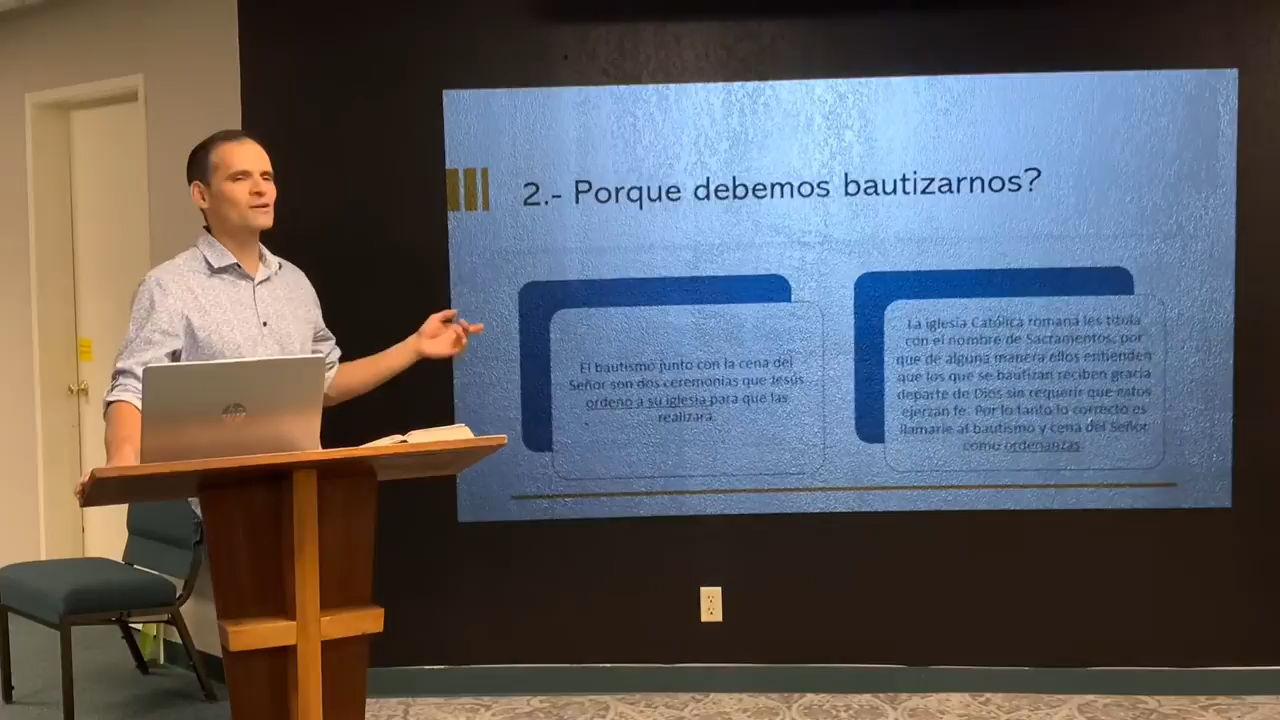 2.- Porque debemos bautizarnos?
El bautismo junto con la cena del
Señor son dos ceremonias que Jesús
ordeno a su iglesia para que las
realizara.
La iglesia Católica romana les titula
con el nombre de Sacramentos, por
que de alguna manera ellos entienden
que los que se bautizan reciben gracia
departe de Dios sin requerir que estos
ejerzan fe. Por lo tanto lo correcto es
llamarle al bautismo y cena del Señor
como ordenanzas.
hp